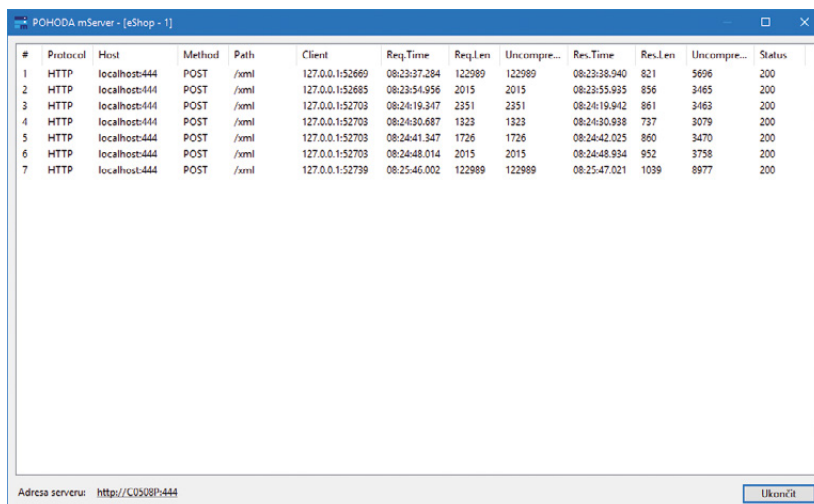 POHODA mServer - [eShop - 1]
# Protocol Host Method Path Client Req.Time Req.Len Uncompre... Res.Time Res.Len Uncompre... Status
1 HTTP localhost:444 POST /xml 127.0.0.1:52669 08:23:37.284 122989 122989 08:23:38.940 821 5696 200
2 HTTP localhost:444 POST /xml 127.0.0.1:52685 08:23:54.956 2015 2015 08:23:55.935 856 3465 200
3 HTTP localhost:444 POST /xml 127.0.0.1:52703 08:24:19.347 2351 2351 08:24:19.942 861 3463 200
4 HTTP localhost:444 POST /xml 127.0.0.1:52703 08:24:30.687 1323 1323 08:24:30.938 737 3079 200
5 HTTP localhost:444 POST /xml 127.0.0.1:52703 08:24:41.347 1726 1726 08:24:42.025 860 3470 200
6 HTTP localhost:444 POST /xml 127.0.0.1:52703 08:24:48.014 2015 2015 08:24:48.934 952 3758 200
7 HTTP localhost:444 POST /xml 127.0.0.1:52739 08:25:46.002 122989 122989 08:25:47.021 1039 8977 200
Adresa serveru: http://C0508P:444 Ukončit